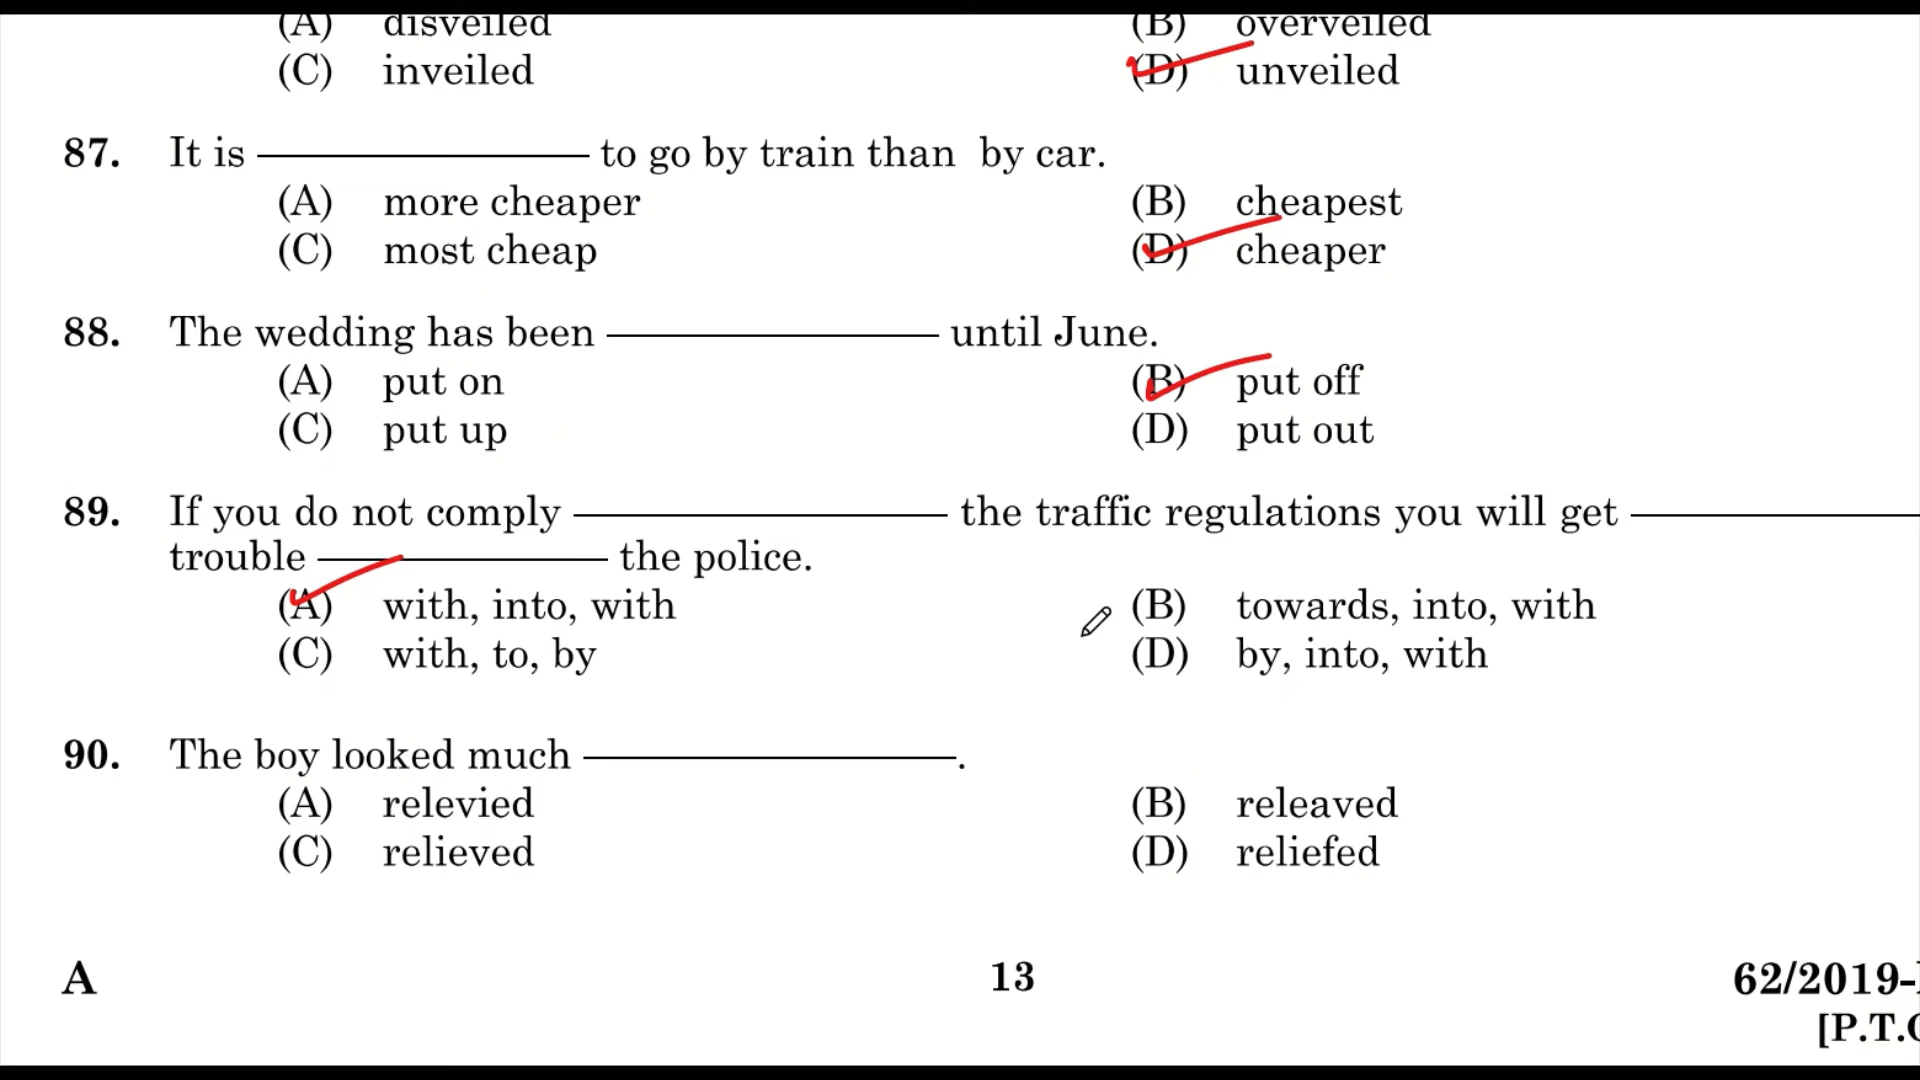 (A) disveiled (B) overveiled
(C) inveiled (D) unveiled
87. It is ——— to go by train than by car.
(A) more cheaper (B) cheapest
(C) most cheap (D) cheaper
88. The wedding has been ——— until June.
(A) put on (B) put off
(C) put up (D) put out
89. If you do not comply ——— the traffic regulations you will get ———
trouble ——— the police.
(A) with, into, with (B) towards, into, with
(C) with, to, by (D) by, into, with
90. The boy looked much ———.
(A) relevied (B) releaved
(C) relieved (D) reliefed
A 13 62/2019-
[P.T.